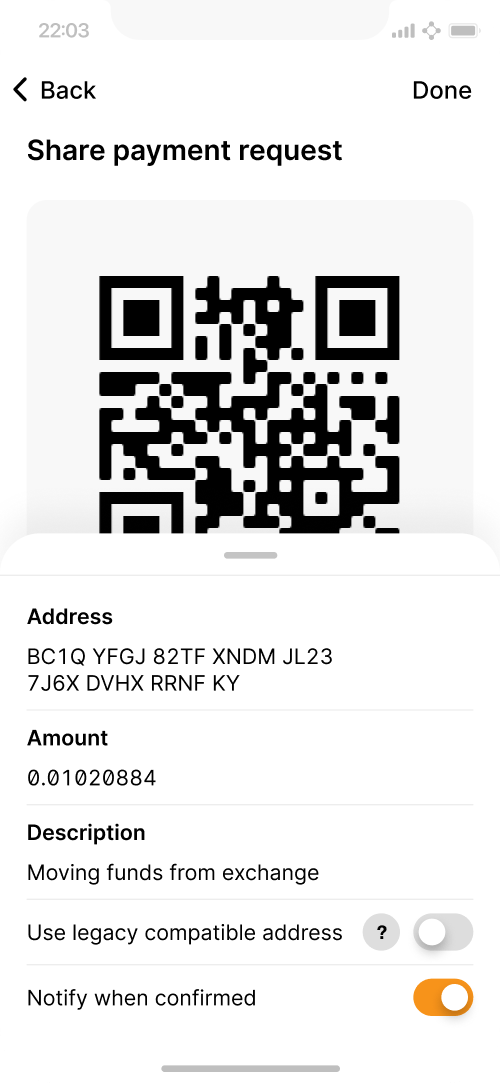 22:03
Back
Done
Share payment request
Address
BC1Q YFGJ 82TF XNDM JL23
7J6X DVHX RRNF KY
Amount
0.01020884
Description
Moving funds from exchange
Use legacy compatible address ?
Notify when confirmed